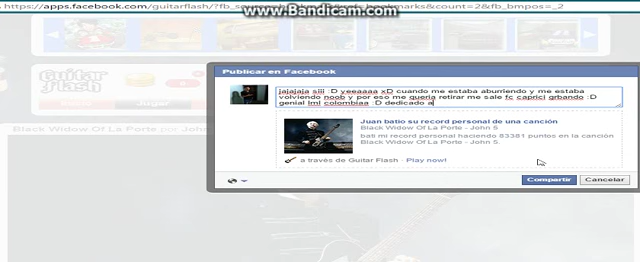 https://apps.facebook.com/guitarflash/?fb_
bookmarks&count=2&fb_bmpos=_2
www.Bandicam.com
Guitar Flash
Jugar
Publicar en Facebook
jajajaja siii :D yeeaaaa xD cuando me estaba aburriendo y me estaba
volviendo noob y por eso me queria retirar me sale fc caprici grbando :D
genial lml colombiaa :D dedicado a
Black Widow Of La Porte por John 5
Juan batio su record personal de una canción
Black Widow Of La Porte - John 5
bati mi record personal haciendo 83381 puntos en la canción
Black Widow Of La Porte - John 5.
a través de Guitar Flash · Play now!
Compartir
Cancelar